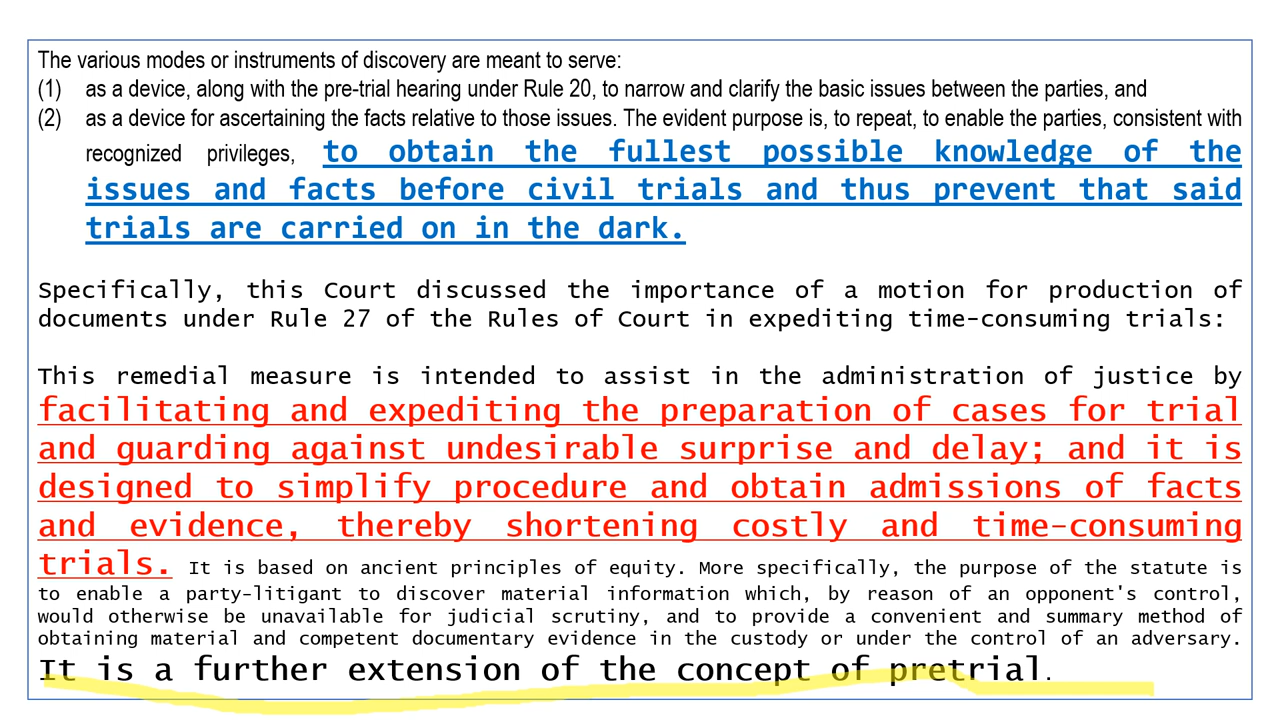 The various modes or instruments of discovery are meant to serve:
(1) as a device, along with the pre-trial hearing under Rule 20, to narrow and clarify the basic issues between the parties, and
(2) as a device for ascertaining the facts relative to those issues. The evident purpose is, to repeat, to enable the parties, consistent with
recognized privileges, to obtain the fullest possible knowledge of the
issues and facts before civil trials and thus prevent that said
trials are carried on in the dark.
Specifically, this Court discussed the importance of a motion for production of
documents under Rule 27 of the Rules of Court in expediting time-consuming trials:
This remedial measure is intended to assist in the administration of justice by
facilitating and expediting the preparation of cases for trial
and guarding against undesirable surprise and delay; and it is
designed to simplify procedure and obtain admissions of facts
and evidence, thereby shortening costly and time-consuming
trials. It is based on ancient principles of equity. More specifically, the purpose of the statute is
to enable a party-litigant to discover material information which, by reason of an opponent's control,
would otherwise be unavailable for judicial scrutiny, and to provide a convenient and summary method of
obtaining material and competent documentary evidence in the custody or under the control of an adversary.
It is a further extension of the concept of pretrial.